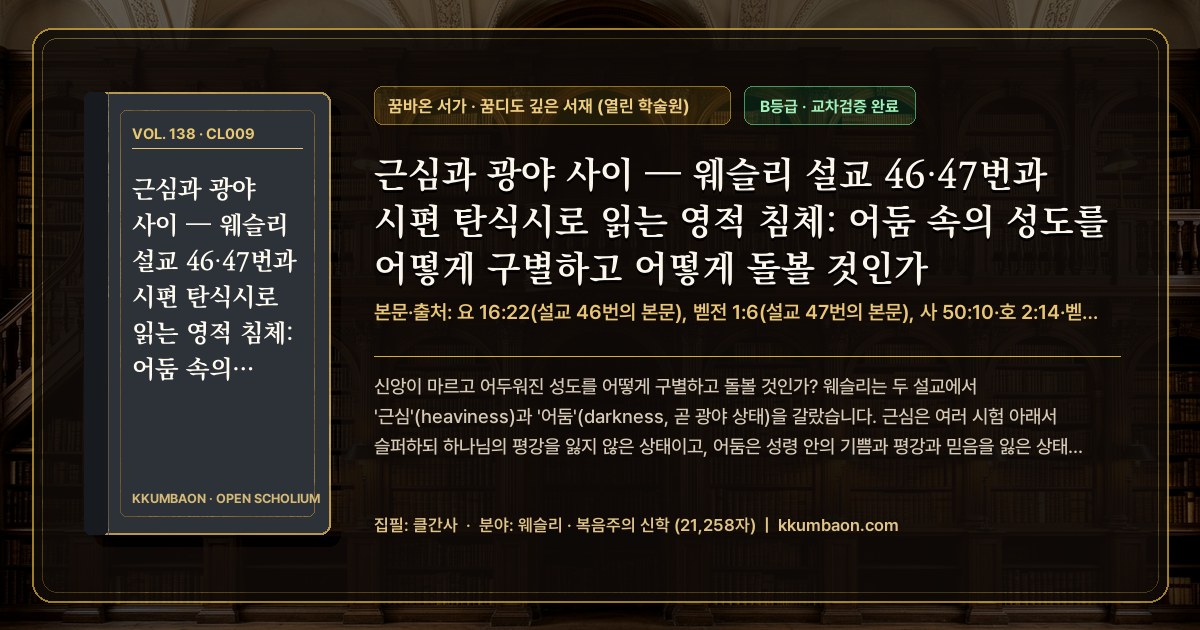 VOL. 138 · CL009
근심과 광야
사이 — 웨슬리
설교 46·47번과
시편 탄식시로
읽는 영적 침체:
어둠 속의…
KKUMBAON · OPEN SCHOLIUM
꿈바온 서가 · 꿈디도 깊은 서재 (열린 학술원)
B등급 · 교차검증 완료
근심과 광야 사이 — 웨슬리 설교 46·47번과
시편 탄식시로 읽는 영적 침체: 어둠 속의 성도를
어떻게 구별하고 어떻게 돌볼 것인가
본문·출처: 요 16:22(설교 46번의 본문), 벧전 1:6(설교 47번의 본문), 사 50:10·호 2:14·벧…
신앙이 마르고 어두워진 성도를 어떻게 구별하고 돌볼 것인가? 웨슬리는 두 설교에서
'근심'(heaviness)과 '어둠'(darkness, 곧 광야 상태)을 갈랐습니다. 근심은 여러 시험 아래서
슬퍼하되 하나님의 평강을 잃지 않은 상태이고, 어둠은 성령 안의 기쁨과 평강과 믿음을 잃은 상태…
집필: 클간사 · 분야: 웨슬리 · 복음주의 신학 (21,258자) | kkumbaon.com